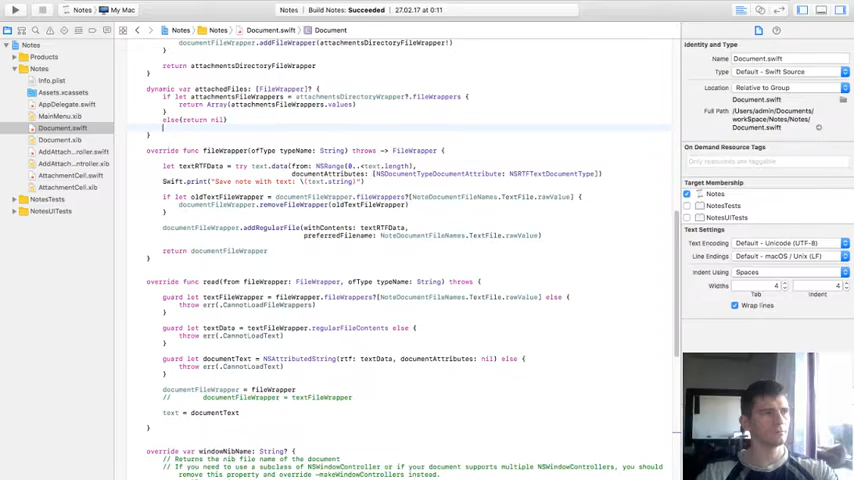 Notes
My Mac
Notes | Build Notes: Succeeded | 27.02.17 at 0:11
Notes
Notes
Document.swift
Document
Notes
Products
Notes
Info.plist
Assets.xcassets
AppDelegate.swift
MainMenu.xib
Document.swift
Document.xib
AddAttach...roller.swift
AddAttach...ntroller.xib
AttachmentCell.swift
AttachmentCell.xib
NotesTests
NotesUITests
documentFileWrapper.addFileWrapper(attachmentsDirectoryFileWrapper!)
}
return attachmentsDirectoryFileWrapper
}
dynamic var attachedFiles: [FileWrapper]? {
if let attachmentsFileWrappers = attachmentsDirectoryWrapper?.fileWrappers {
return Array(attachmentsFileWrappers.values)
}
else{return nil}
}
override func fileWrapper(ofType typeName: String) throws -> FileWrapper {
let textRTFData = try text.data(from: NSRange(0..<text.length),
documentAttributes: [NSDocumentTypeDocumentAttribute: NSRTFTextDocumentType])
Swift.print("Save note with text: \(text.string)")
if let oldTextFileWrapper = documentFileWrapper.fileWrappers?[NoteDocumentFileNames.TextFile.rawValue] {
documentFileWrapper.removeFileWrapper(oldTextFileWrapper)
}
documentFileWrapper.addRegularFile(withContents: textRTFData,
preferredFilename: NoteDocumentFileNames.TextFile.rawValue)
return documentFileWrapper
}
override func read(from fileWrapper: FileWrapper, ofType typeName: String) throws {
guard let textFileWrapper = fileWrapper.fileWrappers?[NoteDocumentFileNames.TextFile.rawValue] else {
throw err(.CannotLoadFileWrappers)
}
guard let textData = textFileWrapper.regularFileContents else {
throw err(.CannotLoadText)
}
guard let documentText = NSAttributedString(rtf: textData, documentAttributes: nil) else {
throw err(.CannotLoadText)
}
documentFileWrapper = fileWrapper
// documentFileWrapper = textFileWrapper
text = documentText
}
override var windowNibName: String? {
// Returns the nib file name of the document
// If you need to use a subclass of NSWindowController or if your document supports multiple NSWindowControllers, you should
remove this property and override -makeWindowControllers instead.
Identity and Type
Name Document.swift
Type Default - Swift Source
Location Relative to Group
Document.swift
Full Path /Users/admin/Documents/
workSpace/Notes/Notes/
Document.swift
On Demand Resource Tags
Only resources are taggable
Target Membership
Notes
NotesTests
NotesUITests
Text Settings
Text Encoding Default - Unicode (UTF-8)
Line Endings Default - macOS / Unix (LF)
Indent Using Spaces
Widths 4 4
Tab Indent
Wrap lines